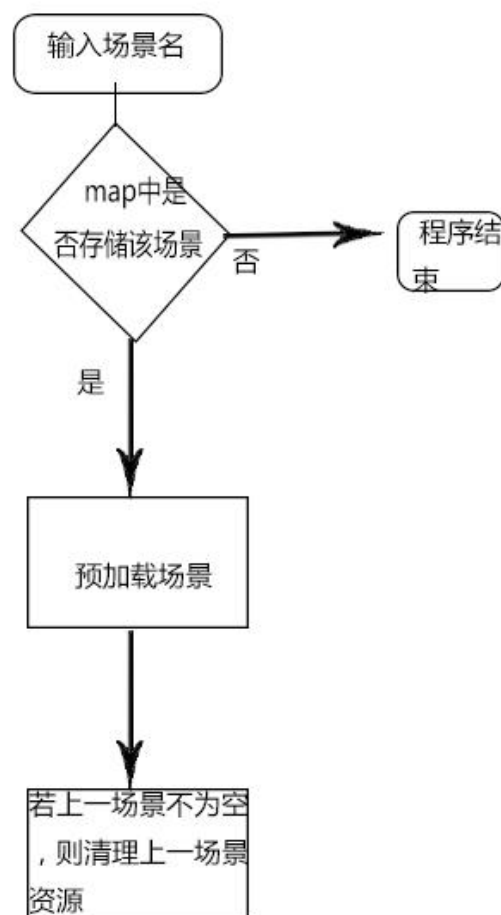 输入场景名
map中是
否存储该场景
否
程序结
束
是
预加载场景
若上一场景不为空
，则清理上一场景
资源